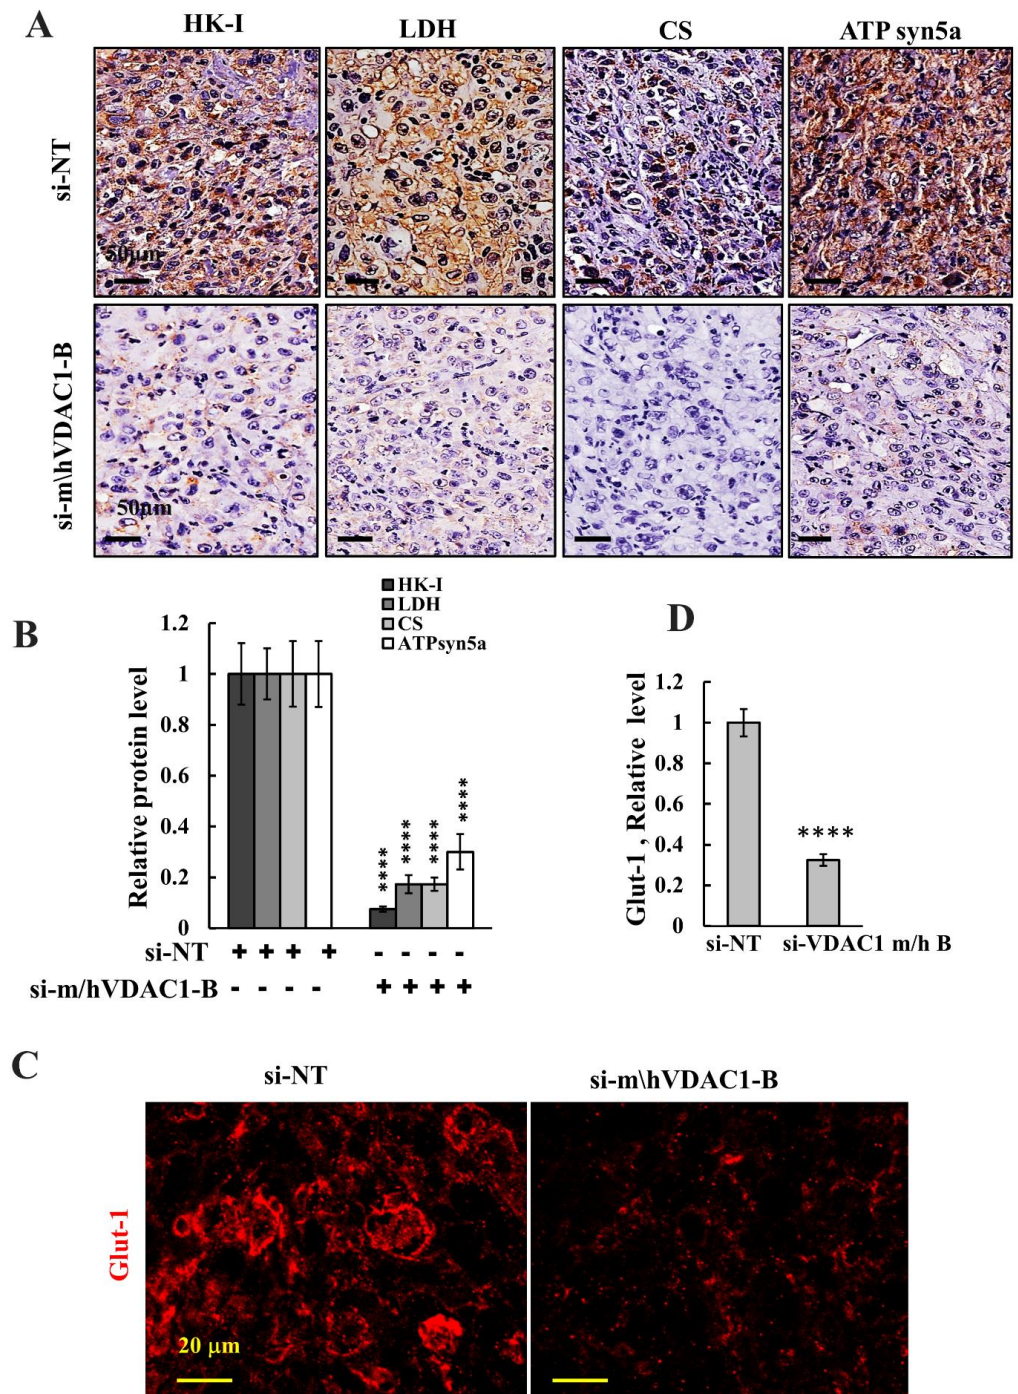 A
HK-I
LDH
CS
ATP syn5a
si-NT
50μm
si-m\hVDAC1-B
50μm
B
HK-I
LDH
CS
ATPsyn5a
Relative protein level
1.2
1
0.8
0.6
0.4
0.2
0
****
****
****
****
si-NT + + + + - - - -
si-m/hVDAC1-B - - - - + + + +
D
Glut-1 , Relative level
1.2
1
0.8
0.6
0.4
0.2
0
****
si-NT
si-VDAC1 m/h B
C
si-NT
si-m\hVDAC1-B
Glut-1
20 μm